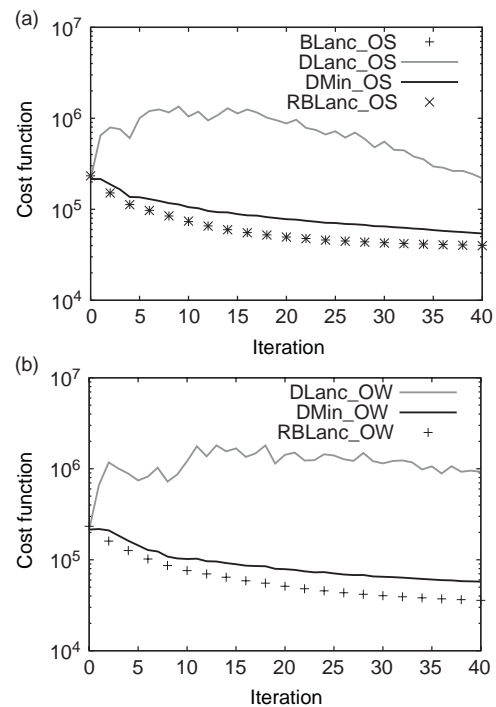 (a)
10^7
BLanc_OS
DLanc_OS
DMin_OS
RBLanc_OS
10^6
Cost function
10^5
10^4
0 5 10 15 20 25 30 35 40
Iteration
(b)
10^7
DLanc_OW
DMin_OW
RBLanc_OW
10^6
Cost function
10^5
10^4
0 5 10 15 20 25 30 35 40
Iteration